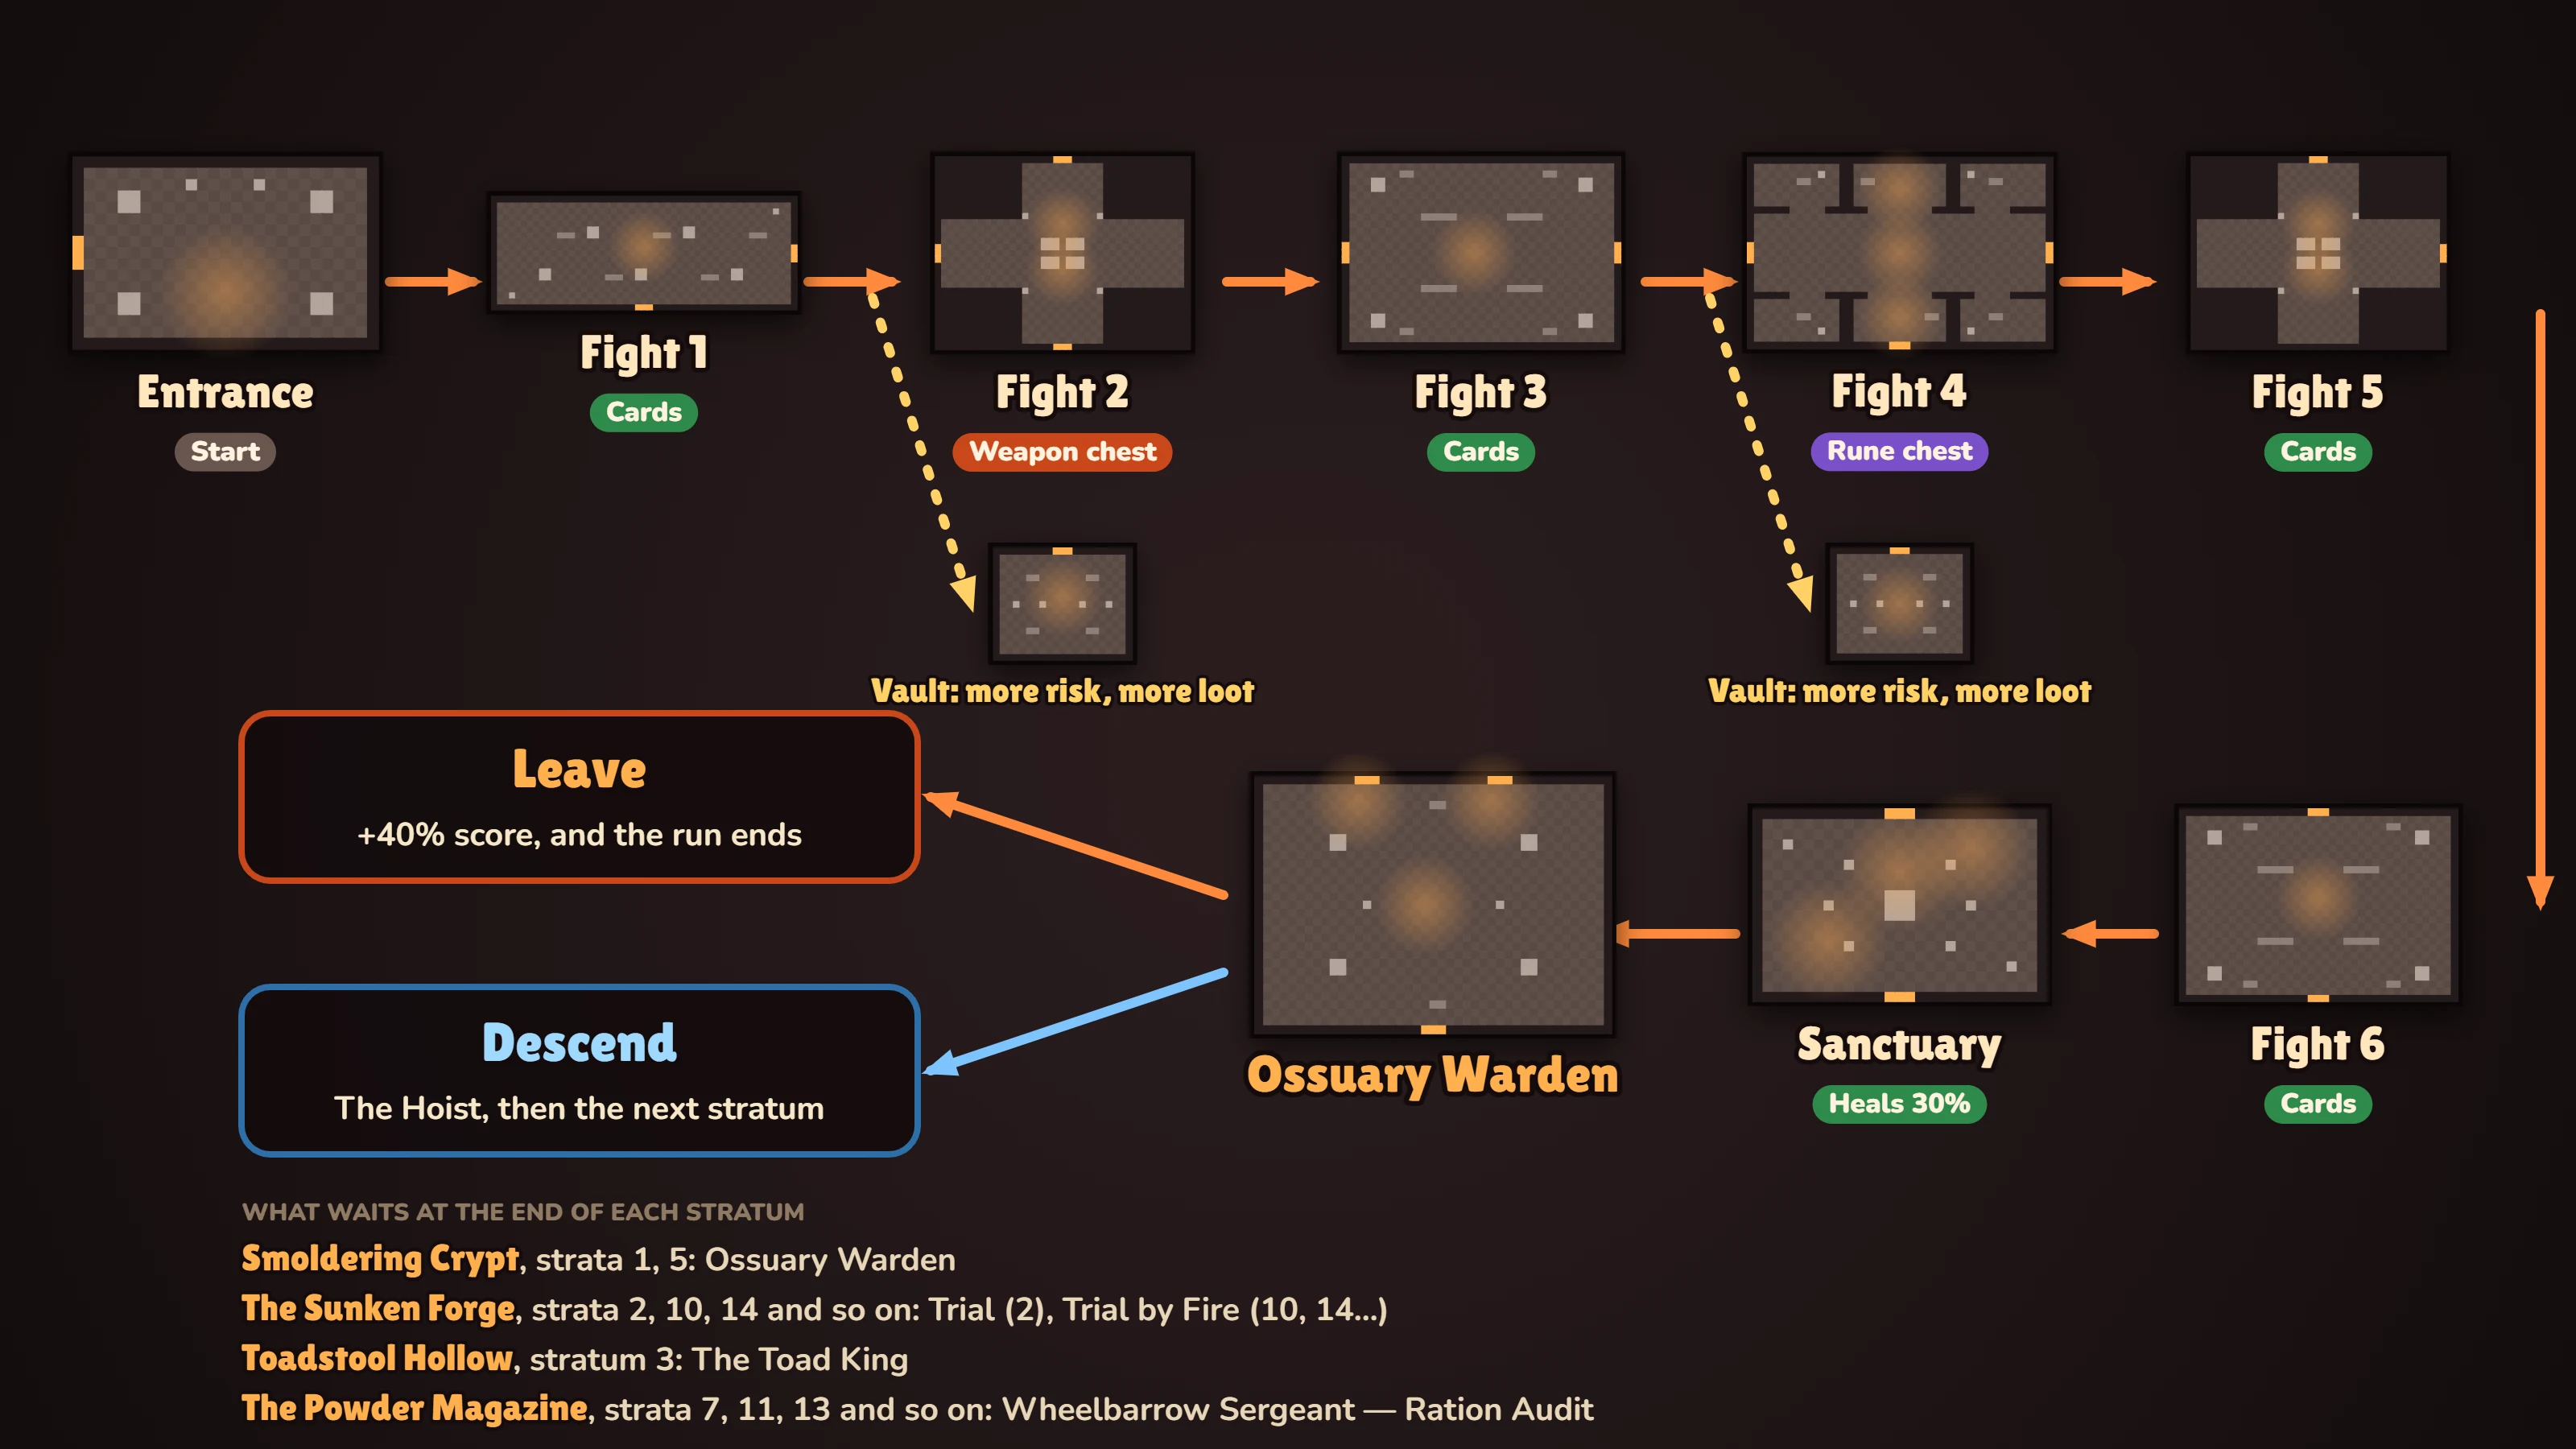 Entrance
Start
Fight 1
Cards
Fight 2
Weapon chest
Fight 3
Cards
Fight 4
Rune chest
Fight 5
Cards
Vault: more risk, more loot
Vault: more risk, more loot
Leave
+40% score, and the run ends
Descend
The Hoist, then the next stratum
Ossuary Warden
Sanctuary
Heals 30%
Fight 6
Cards
WHAT WAITS AT THE END OF EACH STRATUM
Smoldering Crypt, strata 1, 5: Ossuary Warden
The Sunken Forge, strata 2, 10, 14 and so on: Trial (2), Trial by Fire (10, 14...)
Toadstool Hollow, stratum 3: The Toad King
The Powder Magazine, strata 7, 11, 13 and so on: Wheelbarrow Sergeant — Ration Audit